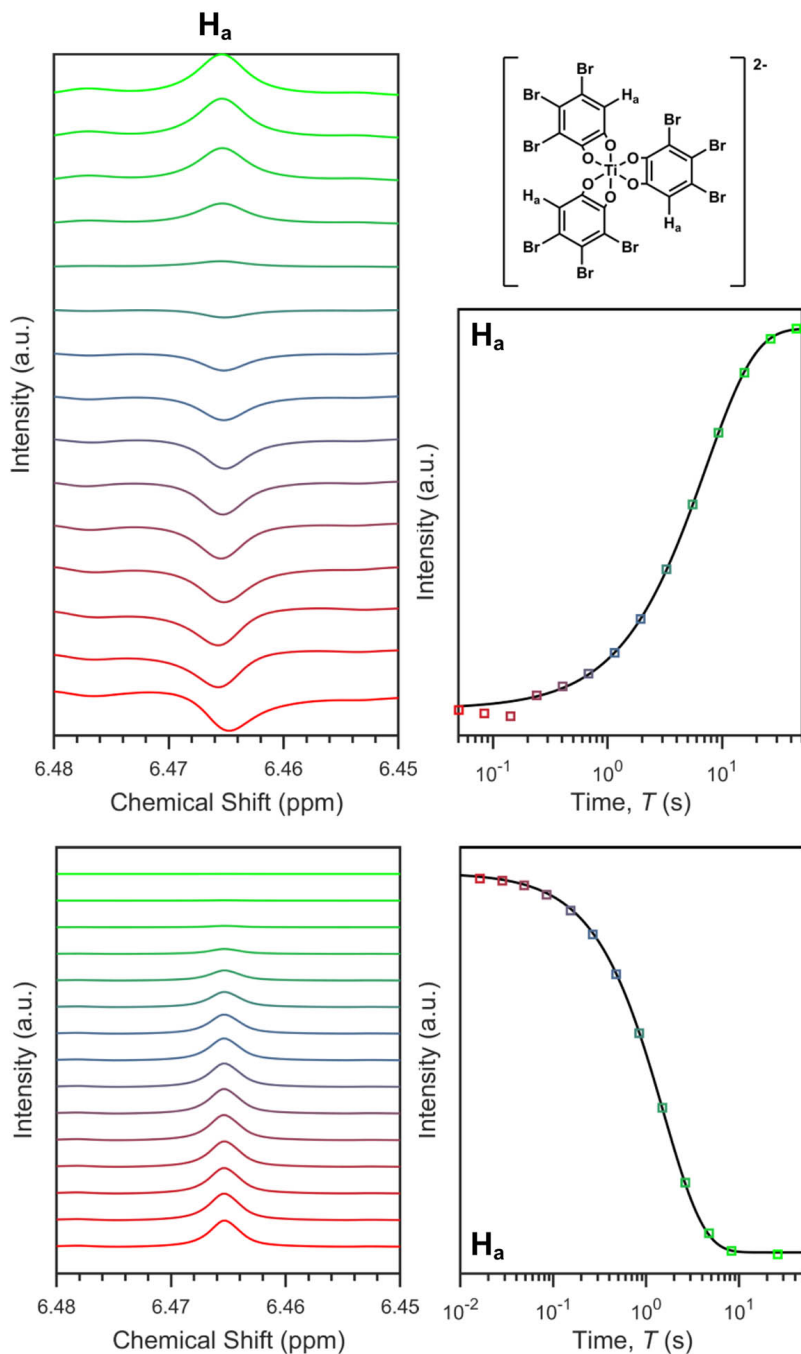 Hₐ
Intensity (a.u.)
6.48 6.47 6.46 6.45
Chemical Shift (ppm)
2-
Br
Br
Br
Hₐ
O
O
Ti
O
O
O
O
Br
Br
Br
Hₐ
Hₐ
Br
Br
Br
Hₐ
Intensity (a.u.)
10⁻¹ 10⁰ 10¹
Time, T (s)
Intensity (a.u.)
6.48 6.47 6.46 6.45
Chemical Shift (ppm)
Hₐ
Intensity (a.u.)
10⁻² 10⁻¹ 10⁰ 10¹
Time, T (s)